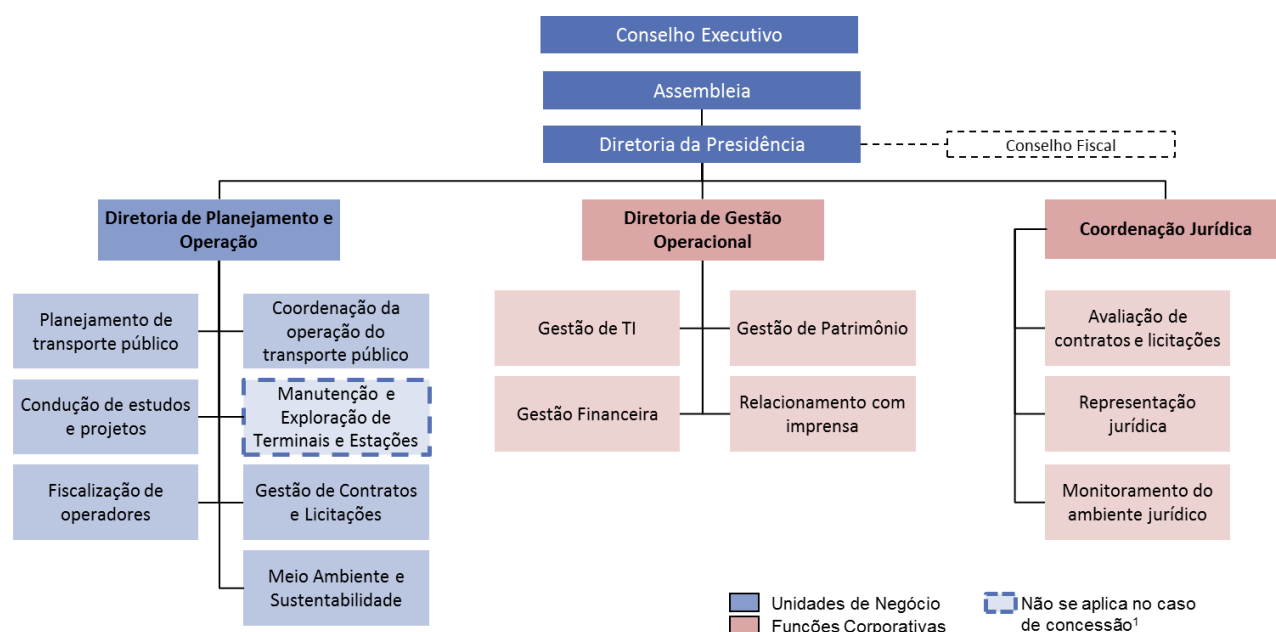 Conselho Executivo
Assembleia
Diretoria da Presidência
Conselho Fiscal
Diretoria de Planejamento e
Operação
Diretoria de Gestão
Operacional
Coordenação Jurídica
Planejamento de
transporte público
Coordenação da
operação do
transporte público
Condução de estudos
e projetos
Manutenção e
Exploração de
Terminais e Estações
Fiscalização de
operadores
Gestão de Contratos
e Licitações
Meio Ambiente e
Sustentabilidade
Gestão de TI
Gestão de Patrimônio
Gestão Financeira
Relacionamento com
imprensa
Avaliação de
contratos e licitações
Representação
jurídica
Monitoramento do
ambiente jurídico
Unidades de Negócio
Funções Corporativas
Não se aplica no caso
de concessão¹